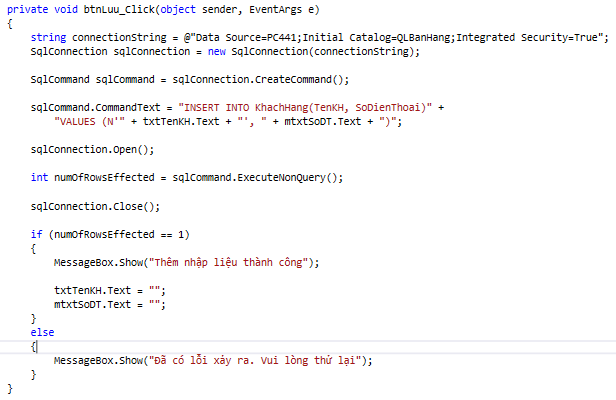 private void btnLuu_Click(object sender, EventArgs e)
{
string connectionString = @"Data Source=PC441;Initial Catalog=QLBanHang;Integrated Security=True";
SqlConnection sqlConnection = new SqlConnection(connectionString);
SqlCommand sqlCommand = sqlConnection.CreateCommand();
sqlCommand.CommandText = "INSERT INTO KhachHang(TenKH, SoDienThoai)" +
"VALUES (N'" + txtTenKH.Text + "', " + mtxtSoDT.Text + ")";
sqlConnection.Open();
int numOfRowsEffected = sqlCommand.ExecuteNonQuery();
sqlConnection.Close();
if (numOfRowsEffected == 1)
{
MessageBox.Show("Thêm nhập liệu thành công");
txtTenKH.Text = "";
mtxtSoDT.Text = "";
}
else
{
MessageBox.Show("Đã có lỗi xảy ra. Vui lòng thử lại");
}
}